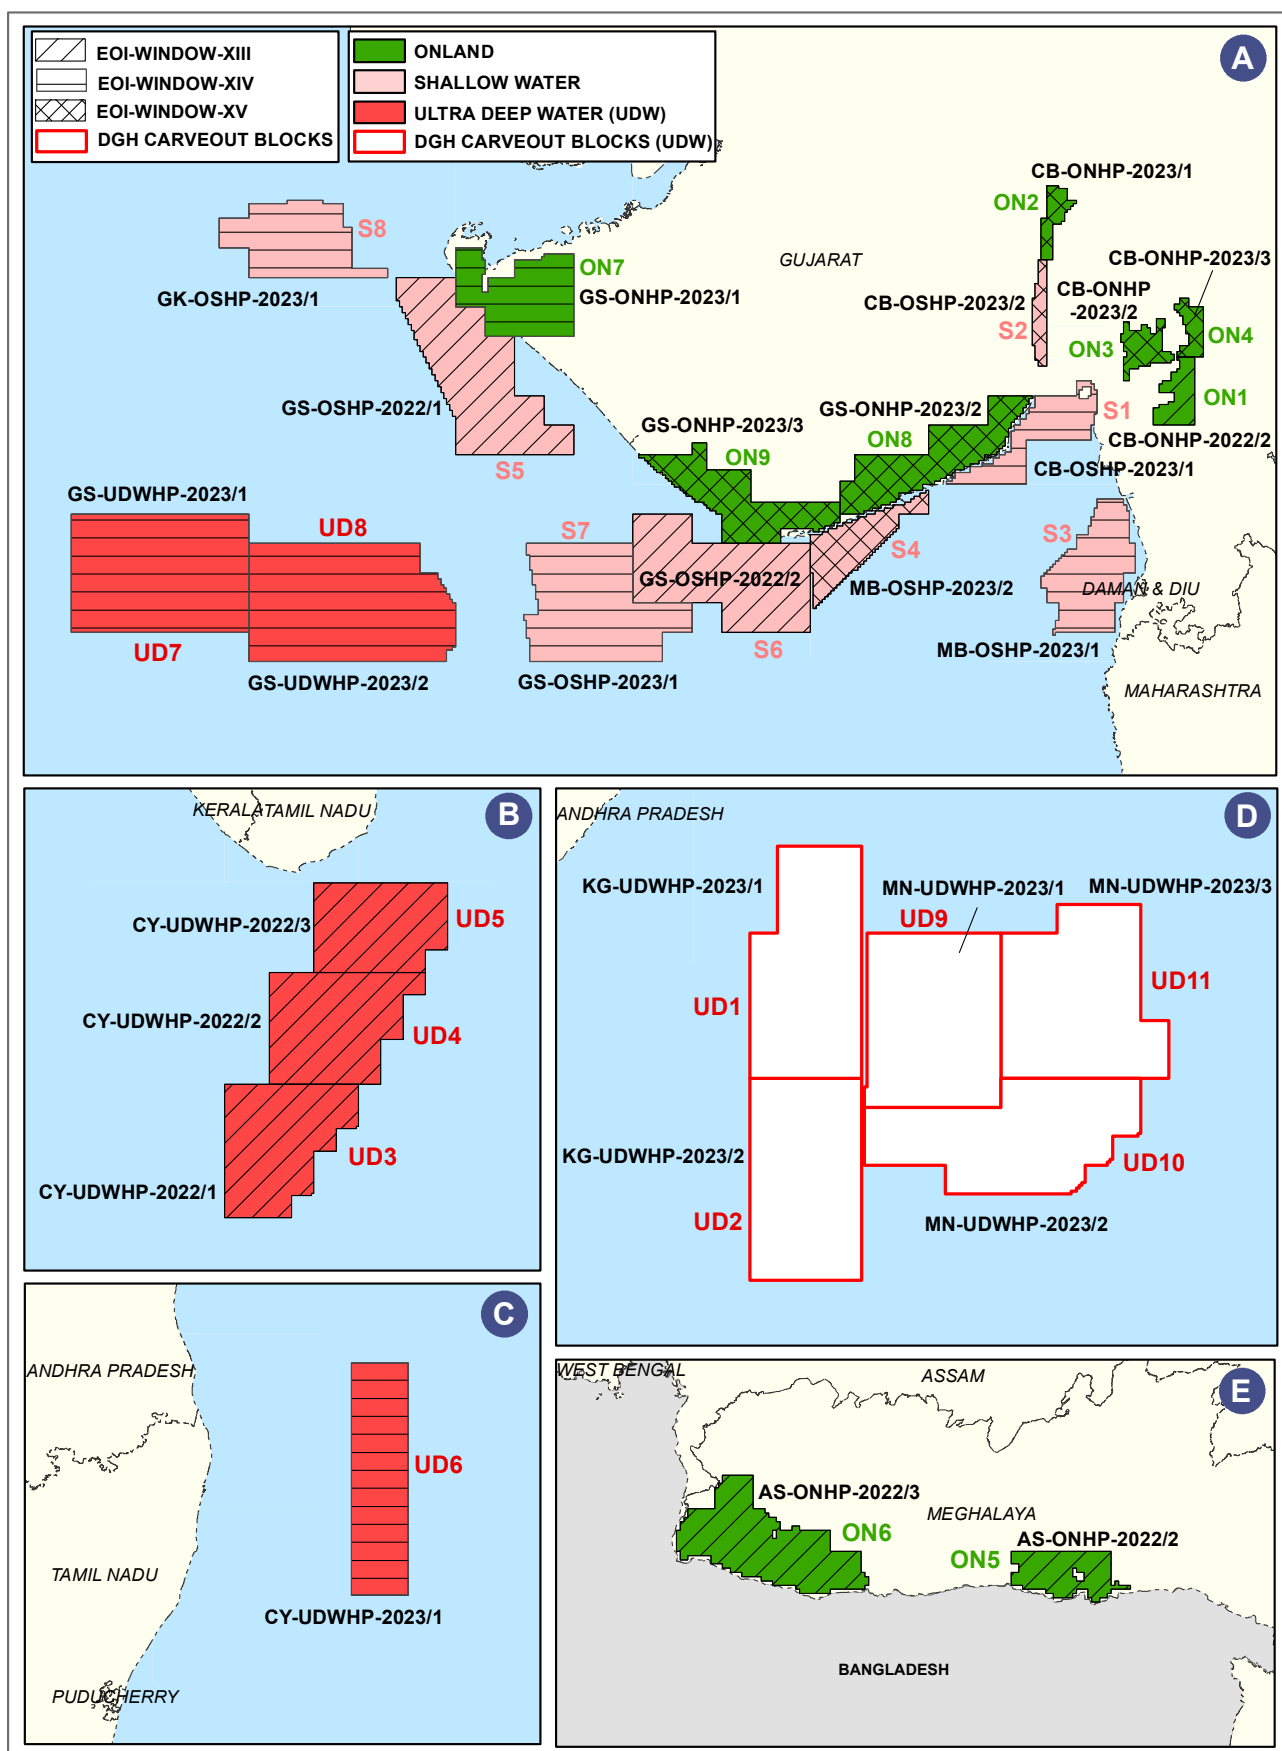 EOI-WINDOW-XIII
EOI-WINDOW-XIV
EOI-WINDOW-XV
DGH CARVEOUT BLOCKS
ONLAND
SHALLOW WATER
ULTRA DEEP WATER (UDW)
DGH CARVEOUT BLOCKS (UDW)
A
CB-ONHP-2023/1
ON2
S8
GUJARAT
CB-ONHP-2023/3
ON7
GK-OSHP-2023/1
GS-ONHP-2023/1
CB-OSHP-2023/2
CB-ONHP
-2023/2
S2
ON3
ON4
GS-OSHP-2022/1
GS-ONHP-2023/2
S1
ON1
GS-ONHP-2023/3
ON8
CB-ONHP-2022/2
ON9
S5
CB-OSHP-2023/1
GS-UDWHP-2023/1
UD8
S7
S3
S4
GS-OSHP-2022/2
MB-OSHP-2023/2
DAMAN & DIU
UD7
S6
MB-OSHP-2023/1
GS-UDWHP-2023/2
GS-OSHP-2023/1
MAHARASHTRA
KERALA
TAMIL NADU
B
CY-UDWHP-2022/3
UD5
CY-UDWHP-2022/2
UD4
UD3
CY-UDWHP-2022/1
ANDHRA PRADESH
D
KG-UDWHP-2023/1
MN-UDWHP-2023/1
MN-UDWHP-2023/3
UD9
UD1
UD11
KG-UDWHP-2023/2
UD10
UD2
MN-UDWHP-2023/2
C
ANDHRA PRADESH
UD6
TAMIL NADU
CY-UDWHP-2023/1
PUDUCHERRY
WEST BENGAL
ASSAM
E
AS-ONHP-2022/3
MEGHALAYA
ON6
AS-ONHP-2022/2
ON5
BANGLADESH